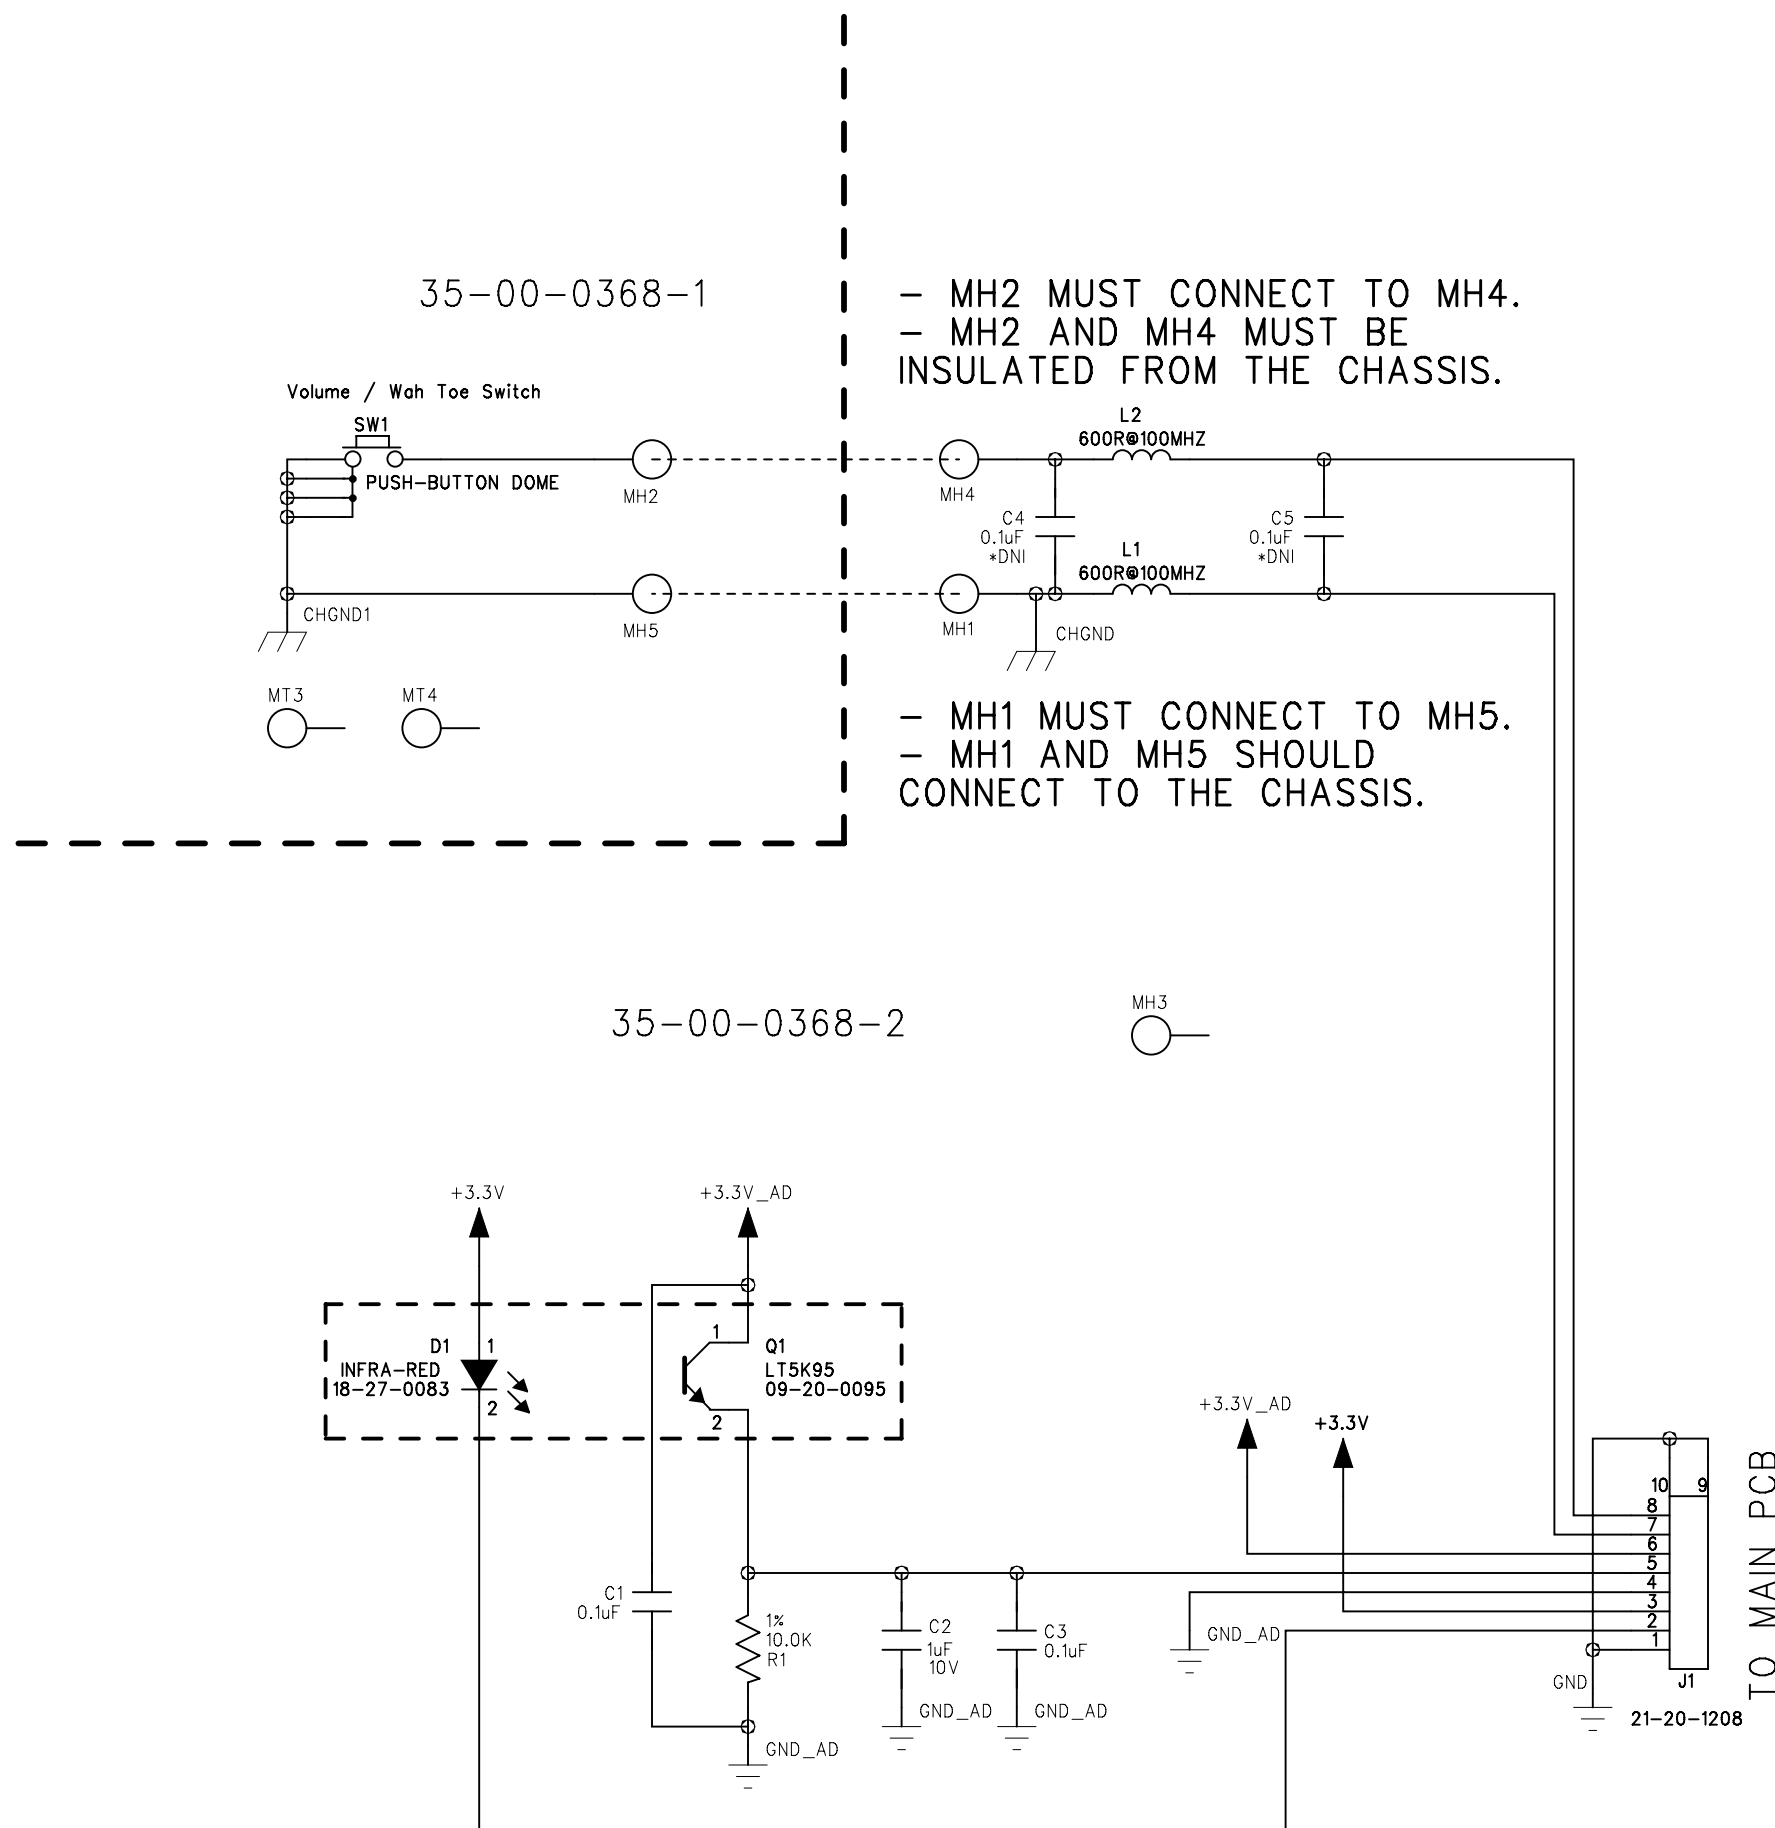 35-00-0368-1
- MH2 MUST CONNECT TO MH4.
- MH2 AND MH4 MUST BE
INSULATED FROM THE CHASSIS.
Volume / Wah Toe Switch
SW1
PUSH-BUTTON DOME
MH2
MH4
L2
600R@100MHZ
C4
0.1uF
*DNI
C5
0.1uF
*DNI
L1
600R@100MHZ
CHGND1
MH5
MH1
CHGND
MT3
MT4
- MH1 MUST CONNECT TO MH5.
- MH1 AND MH5 SHOULD
CONNECT TO THE CHASSIS.
35-00-0368-2
MH3
+3.3V
+3.3V_AD
D1
INFRA-RED
18-27-0083
1
2
1
2
Q1
LT5K95
09-20-0095
+3.3V_AD
+3.3V
10
9
8
7
6
5
4
3
2
1
TO MAIN PCB
C1
0.1uF
1%
10.0K
R1
C2
1uF
10V
C3
0.1uF
GND_AD
GND
J1
21-20-1208
GND_AD
GND_AD
GND_AD